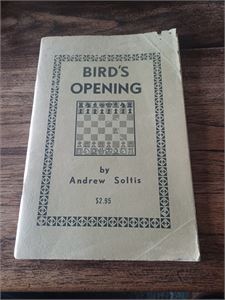 BIRD'S
OPENING
by
Andrew Soltis
$2.95